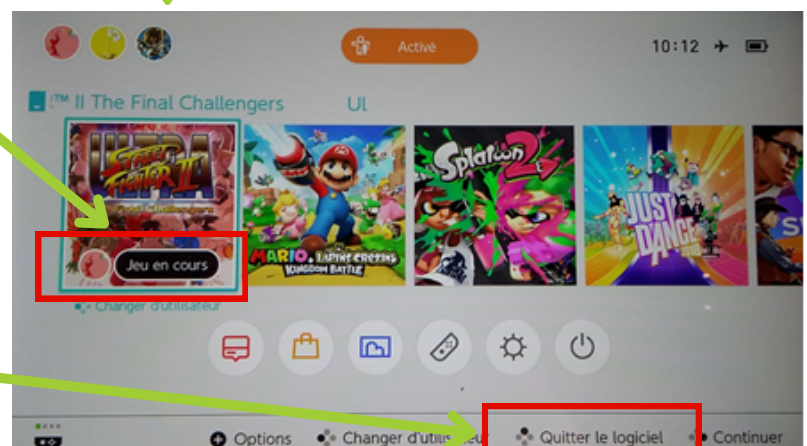 Activé
10:12
™ II The Final Challengers Ul
ULTRA
STREET
FIGHTER II
Jeu en cours
MARIO + LAPINS CRÉTINS
KINGDOM BATTLE
Splatoon 2
JUST
DANCE
Changer d'utilisateur
Options
Changer d'utilisateur
Quitter le logiciel
Continuer